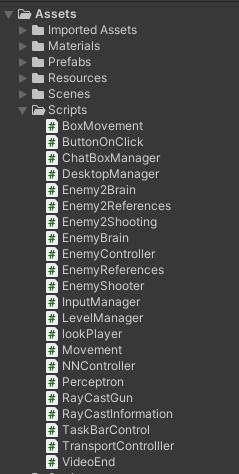 Assets
Imported Assets
Materials
Prefabs
Resources
Scenes
Scripts
BoxMovement
ButtonOnClick
ChatBoxManager
DesktopManager
Enemy2Brain
Enemy2References
Enemy2Shooting
EnemyBrain
EnemyController
EnemyReferences
EnemyShooter
InputManager
LevelManager
lookPlayer
Movement
NNController
Perceptron
RayCastGun
RayCastInformation
TaskBarControl
TransportControlller
VideoEnd